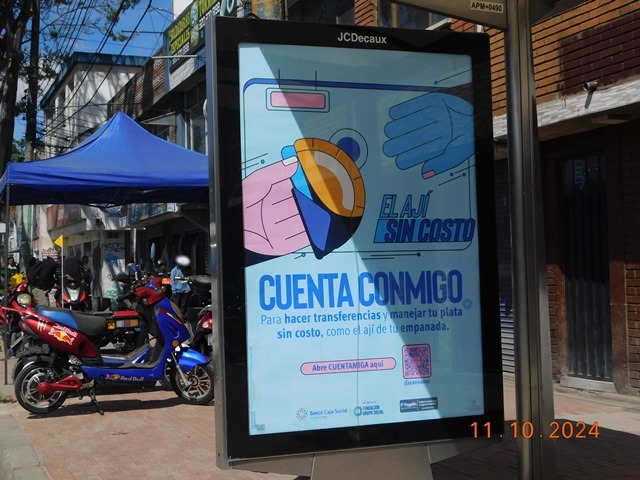 APM+0490
JCDecaux
EL AJÍ
SIN COSTO
CUENTA CONMIGO
Para hacer transferencias y manejar tu plata
sin costo, como el ají de tu empanada.
Abre CUENTAMIGA aquí
¡Escanéame!
Banco Caja Social
FUNDACIÓN
GRUPO SOCIAL
Red Bull
11.10.2024